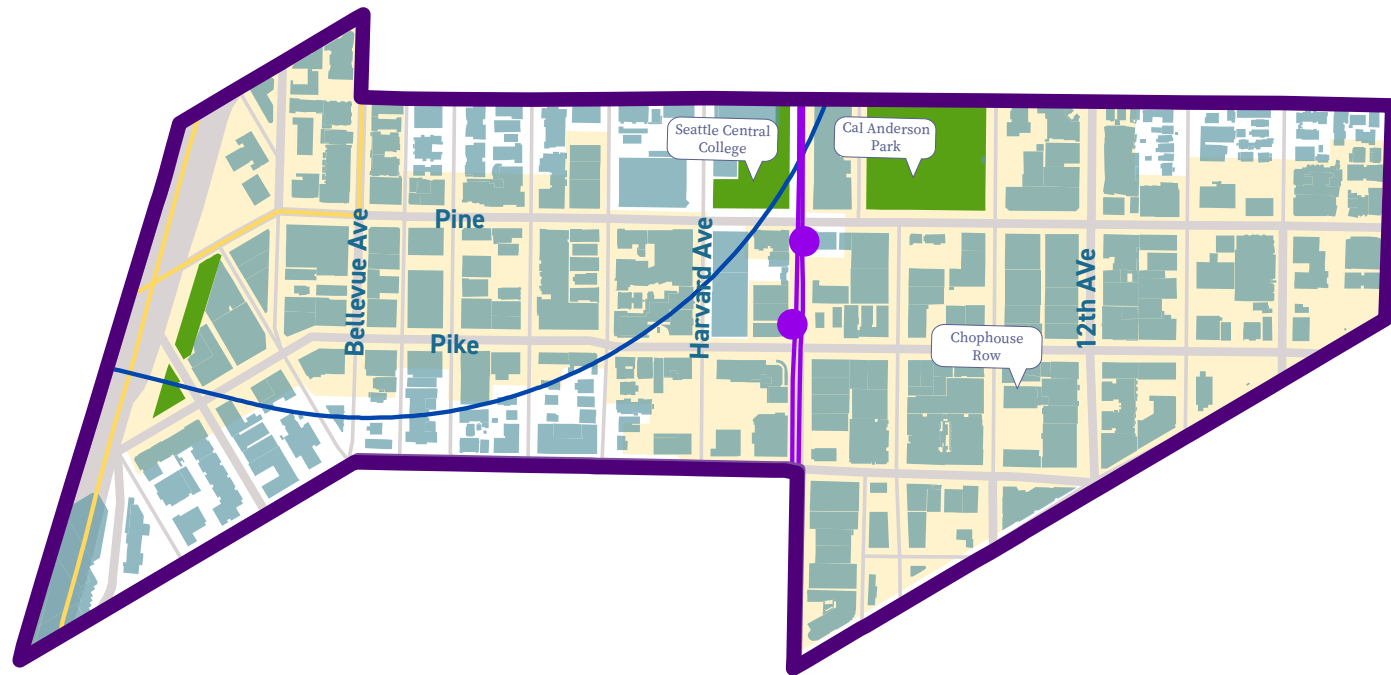 Seattle Central
College
Cal Anderson
Park
Pine
Bellevue Ave
Harvard Ave
12th AVe
Pike
Chophouse
Row